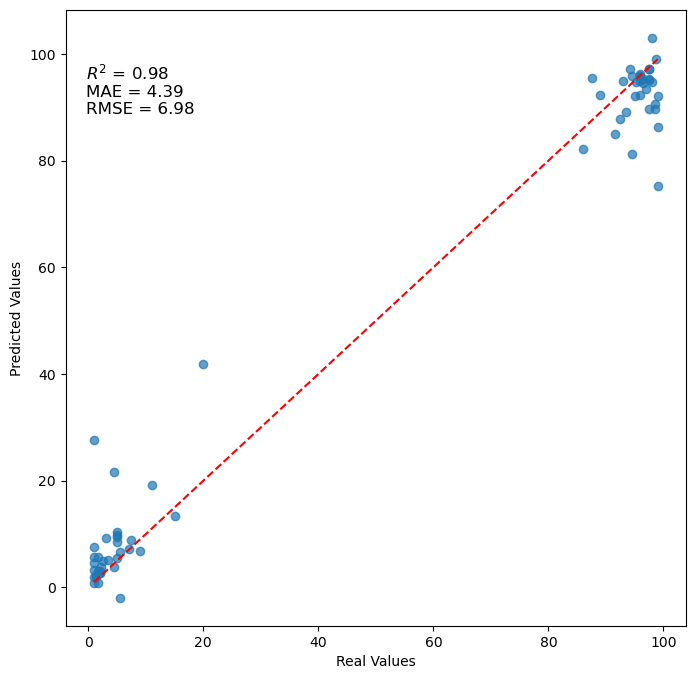 R² = 0.98
MAE = 4.39
RMSE = 6.98
100
80
60
40
20
0
Predicted Values
0 20 40 60 80 100
Real Values